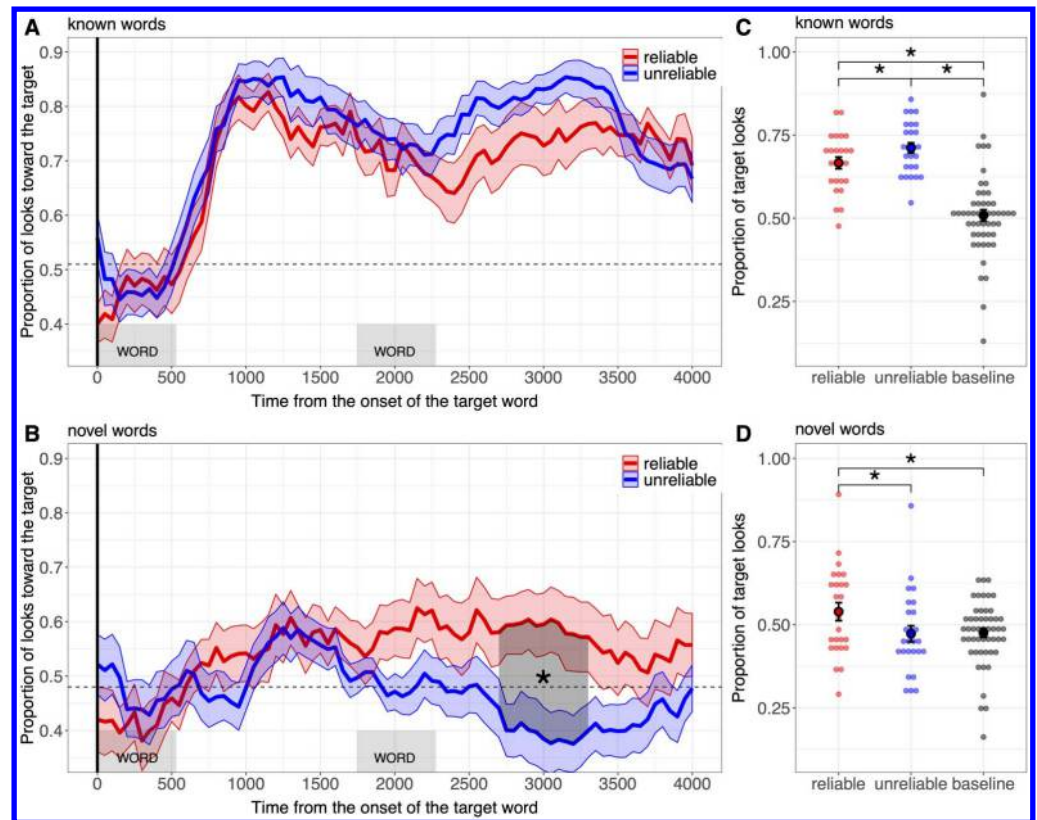 A known words
Proportion of looks toward the target
0.9
0.8
0.7
0.6
0.5
0.4
reliable
unreliable
WORD WORD
0 500 1000 1500 2000 2500 3000 3500 4000
Time from the onset of the target word
C known words
Proportion of target looks
1.00
0.75
0.50
0.25
*
* *
reliable unreliable baseline
B novel words
Proportion of looks toward the target
0.9
0.8
0.7
0.6
0.5
0.4
reliable
unreliable
*
WORD WORD
0 500 1000 1500 2000 2500 3000 3500 4000
Time from the onset of the target word
D novel words
Proportion of target looks
1.00
0.75
0.50
0.25
*
*
reliable unreliable baseline